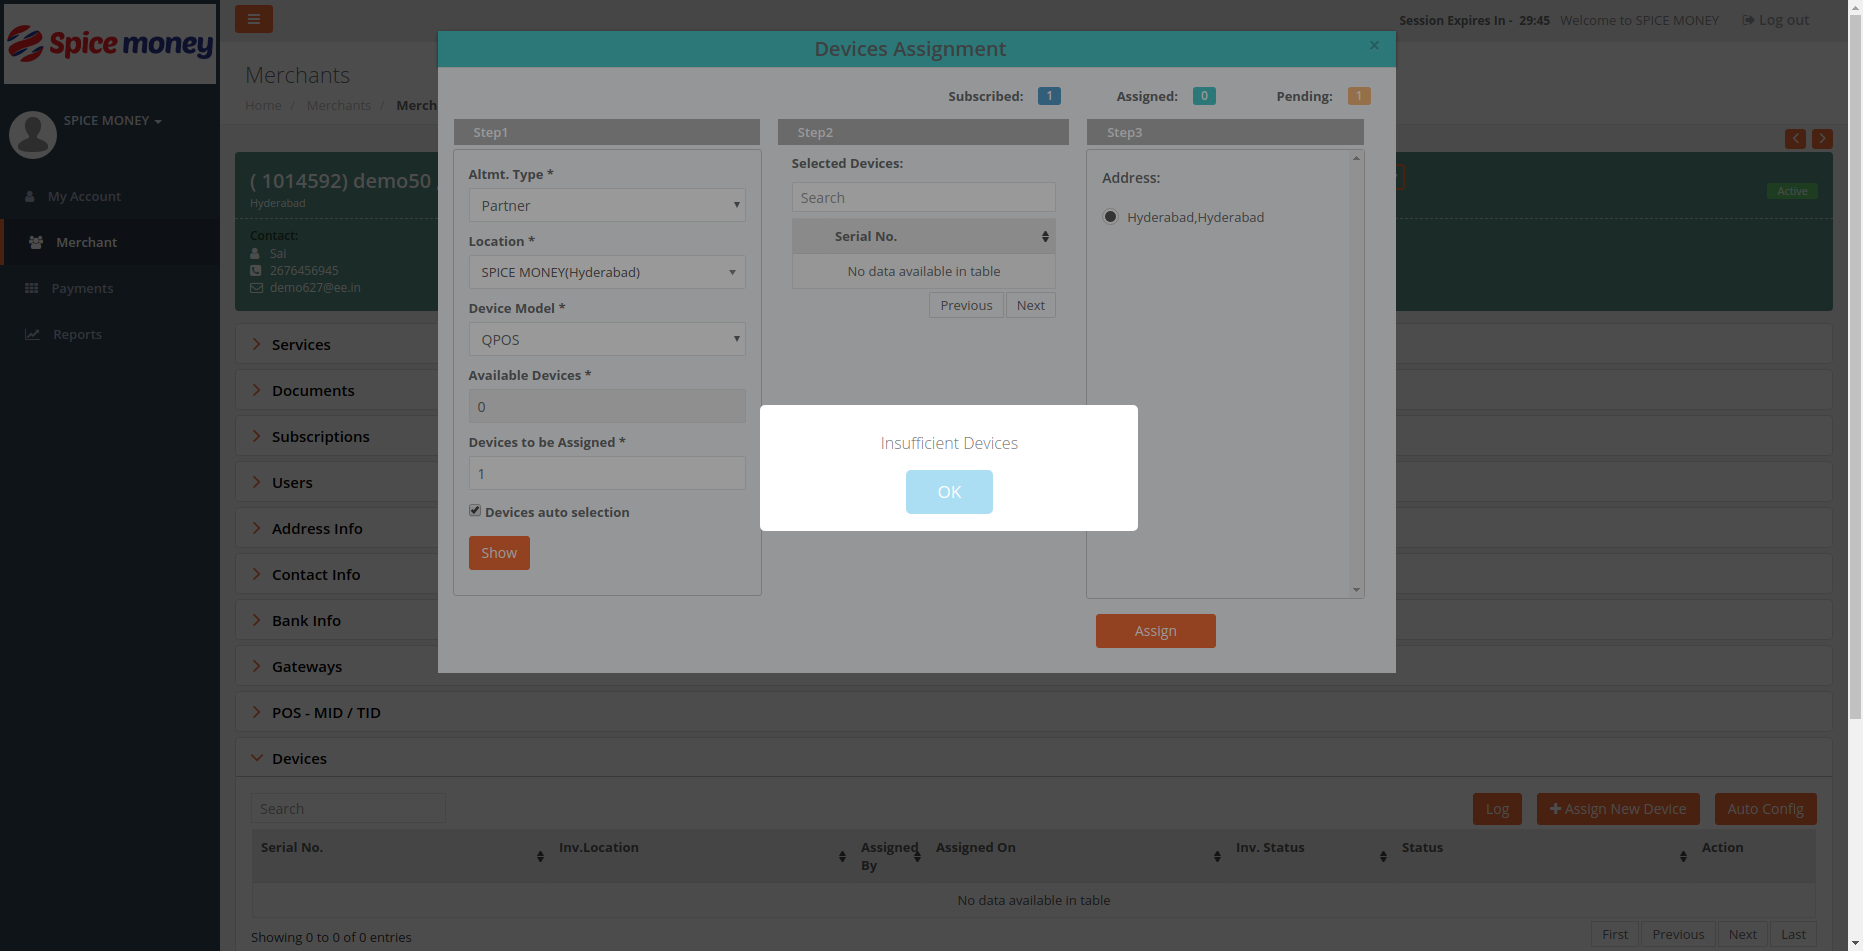 Spice money
Session Expires In - 29:45 Welcome to SPICE MONEY Log out
SPICE MONEY
My Account
Merchant
Payments
Reports
Merchants
Home / Merchants / Merch
( 1014592) demo50
Hyderabad
Active
Contact:
Sai
2676456945
demo627@ee.in
Services
Documents
Subscriptions
Users
Address Info
Contact Info
Bank Info
Gateways
POS - MID / TID
Devices
Devices Assignment
×
Subscribed: 1 Assigned: 0 Pending: 1
Step1
Altmt. Type *
Partner
Location *
SPICE MONEY(Hyderabad)
Device Model *
QPOS
Available Devices *
0
Devices to be Assigned *
1
Devices auto selection
Show
Step2
Selected Devices:
Search
Serial No.
No data available in table
Previous Next
Step3
Address:
Hyderabad,Hyderabad
Assign
Insufficient Devices
OK
Search
Log Assign New Device Auto Config
Serial No. Inv.Location Assigned By Assigned On Inv. Status Status Action
No data available in table
Showing 0 to 0 of 0 entries
First Previous Next Last